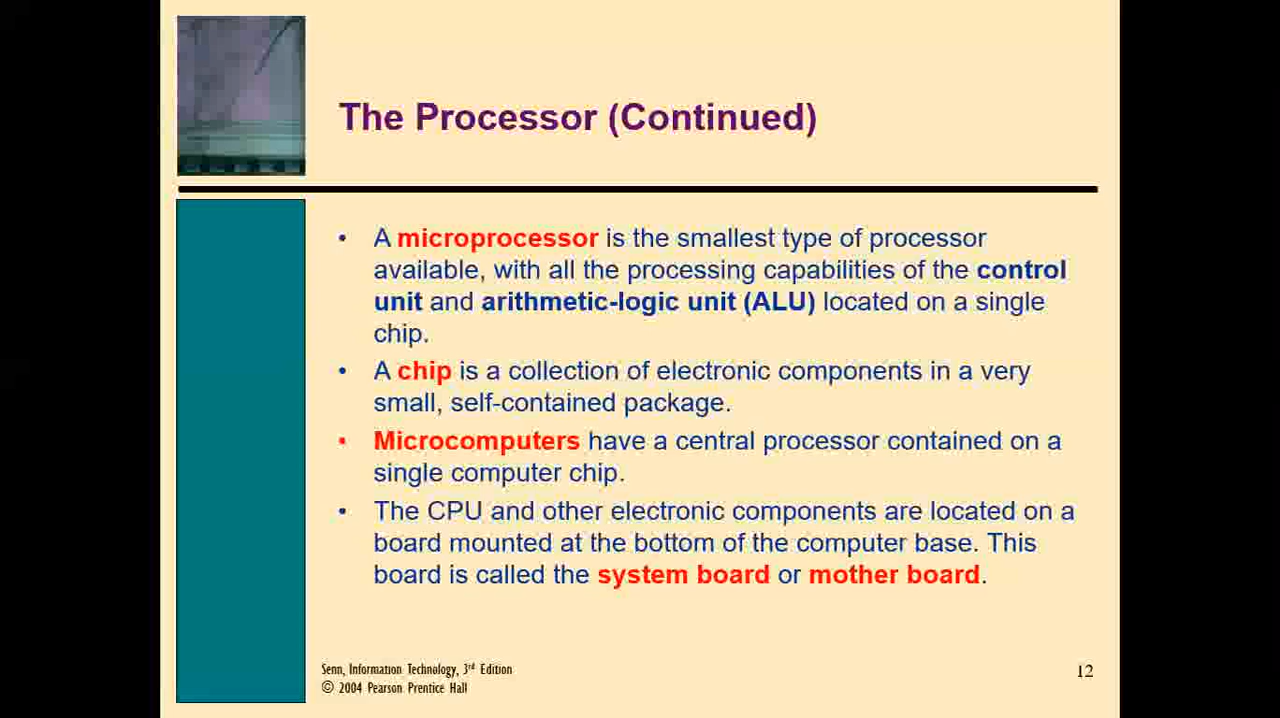 The Processor (Continued)
• A microprocessor is the smallest type of processor
available, with all the processing capabilities of the control
unit and arithmetic-logic unit (ALU) located on a single
chip.
• A chip is a collection of electronic components in a very
small, self-contained package.
• Microcomputers have a central processor contained on a
single computer chip.
• The CPU and other electronic components are located on a
board mounted at the bottom of the computer base. This
board is called the system board or mother board.
Senn, Information Technology, 3rd Edition
© 2004 Pearson Prentice Hall
12